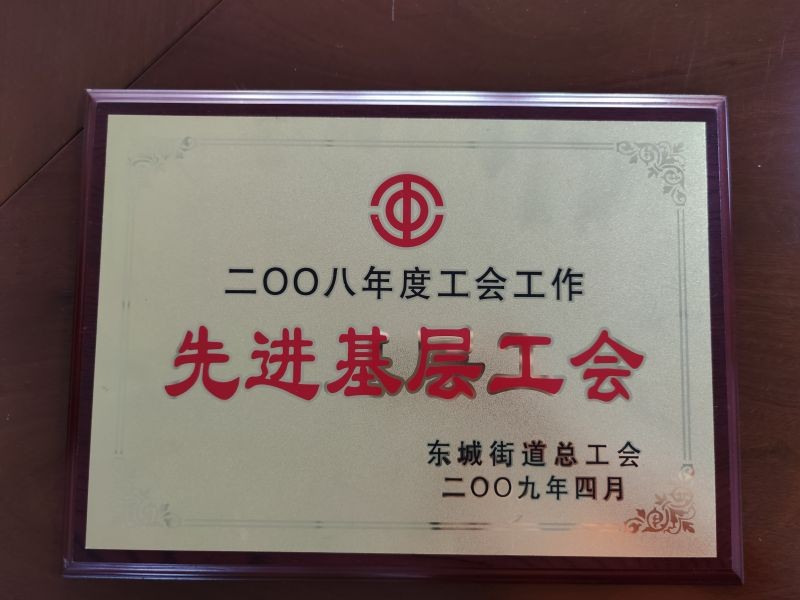 二〇〇八年度工会工作
先进基层工会
东城街道总工会
二〇〇九年四月